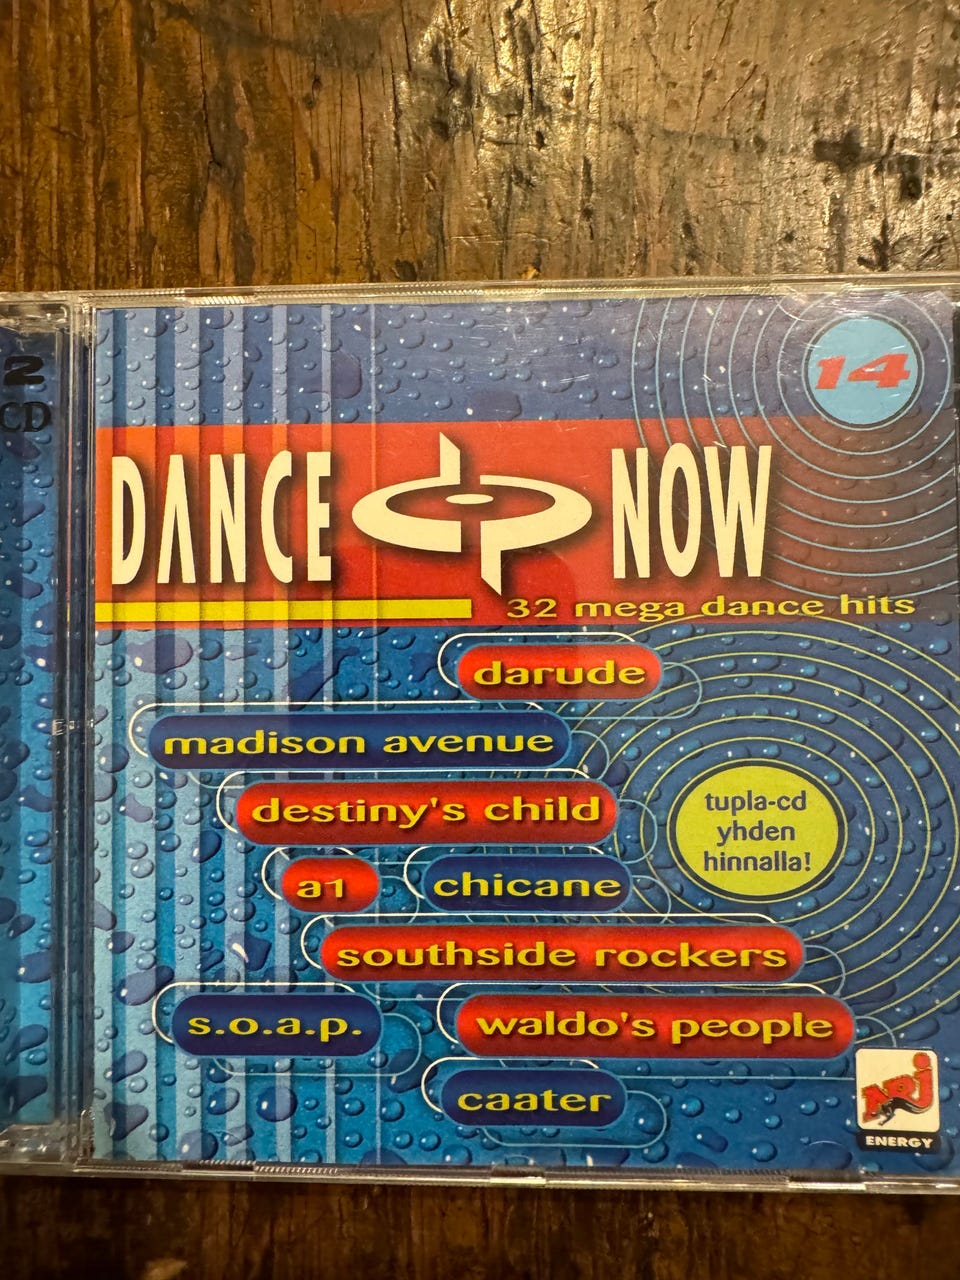 2
CD
14
DANCE NOW
32 mega dance hits
darude
madison avenue
destiny's child
tupla-cd
yhden
hinnalla!
a1 chicane
southside rockers
s.o.a.p. waldo's people
caater
NRJ
ENERGY